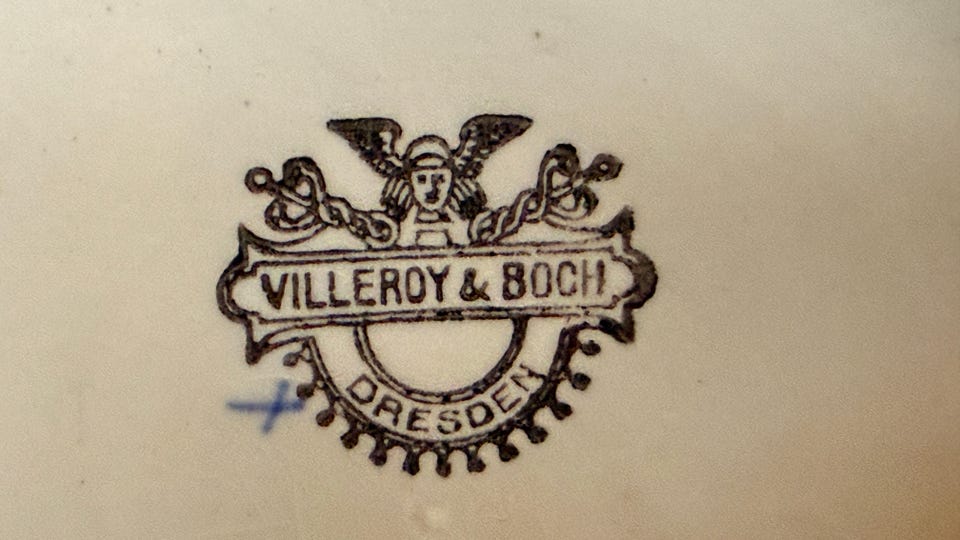 VILLEROY & BOCH
DRESDEN